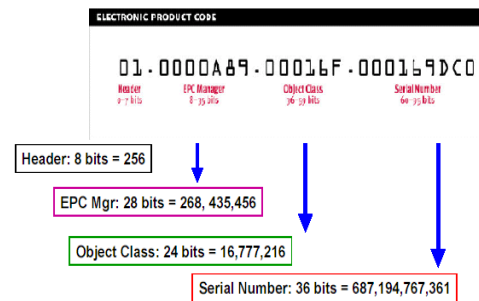 ELECTRONIC PRODUCT CODE
01.0000A89.00016F.000169DC0
Header EPC Manager Object Class Serial Number
0-7 bits 8-35 bits 36-59 bits 60-95 bits
Header: 8 bits = 256
EPC Mgr: 28 bits = 268, 435,456
Object Class: 24 bits = 16,777,216
Serial Number: 36 bits = 687,194,767,361